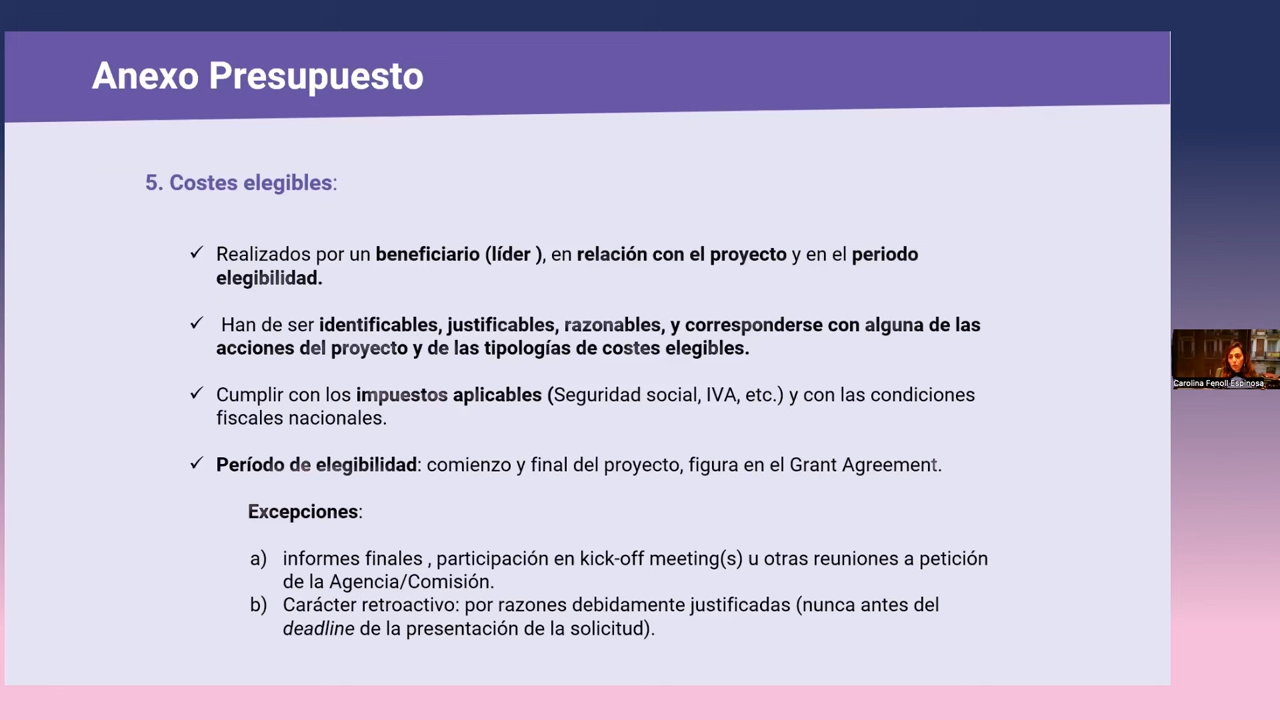 Anexo Presupuesto
5. Costes elegibles:
✓ Realizados por un beneficiario (líder ), en relación con el proyecto y en el periodo
elegibilidad.
✓ Han de ser identificables, justificables, razonables, y corresponderse con alguna de las
acciones del proyecto y de las tipologías de costes elegibles.
✓ Cumplir con los impuestos aplicables (Seguridad social, IVA, etc.) y con las condiciones
fiscales nacionales.
✓ Período de elegibilidad: comienzo y final del proyecto, figura en el Grant Agreement.
Excepciones:
a) informes finales , participación en kick-off meeting(s) u otras reuniones a petición
de la Agencia/Comisión.
b) Carácter retroactivo: por razones debidamente justificadas (nunca antes del
deadline de la presentación de la solicitud).
Carolina Fenoll Espinosa